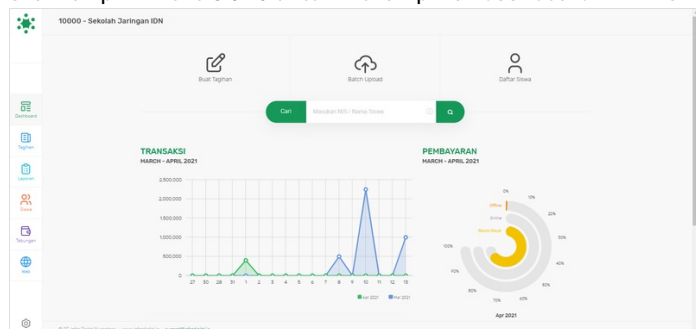 10000 - Sekolah Jaringan IDN
Buat Tagihan
Batch Upload
Daftar Siswa
Cari
Masukan NIS / Nama Siswa
Dashboard
Tagihan
Laporan
Siswa
Tabungan
Web
TRANSAKSI
MARCH - APRIL 2021
2.500.000
2.000.000
1.500.000
1.000.000
500.000
0
27 30 28 31 1 2 3 4 5 6 7 8 9 10 11 12 13
Apr 2021
Mar 2021
PEMBAYARAN
MARCH - APRIL 2021
0%
10%
20%
30%
40%
50%
60%
70%
80%
90%
100%
Offline
Online
Belum Bayar
Apr 2021